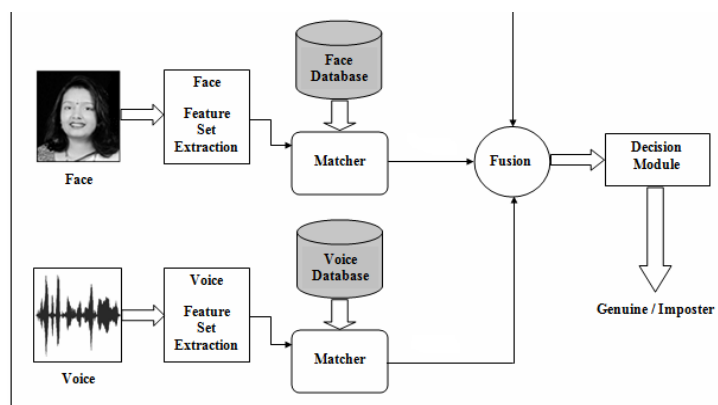 Face
Feature
Set
Extraction
Face
Database
Matcher
Face
Fusion
Decision
Module
Voice
Feature
Set
Extraction
Voice
Database
Matcher
Voice
Genuine / Imposter